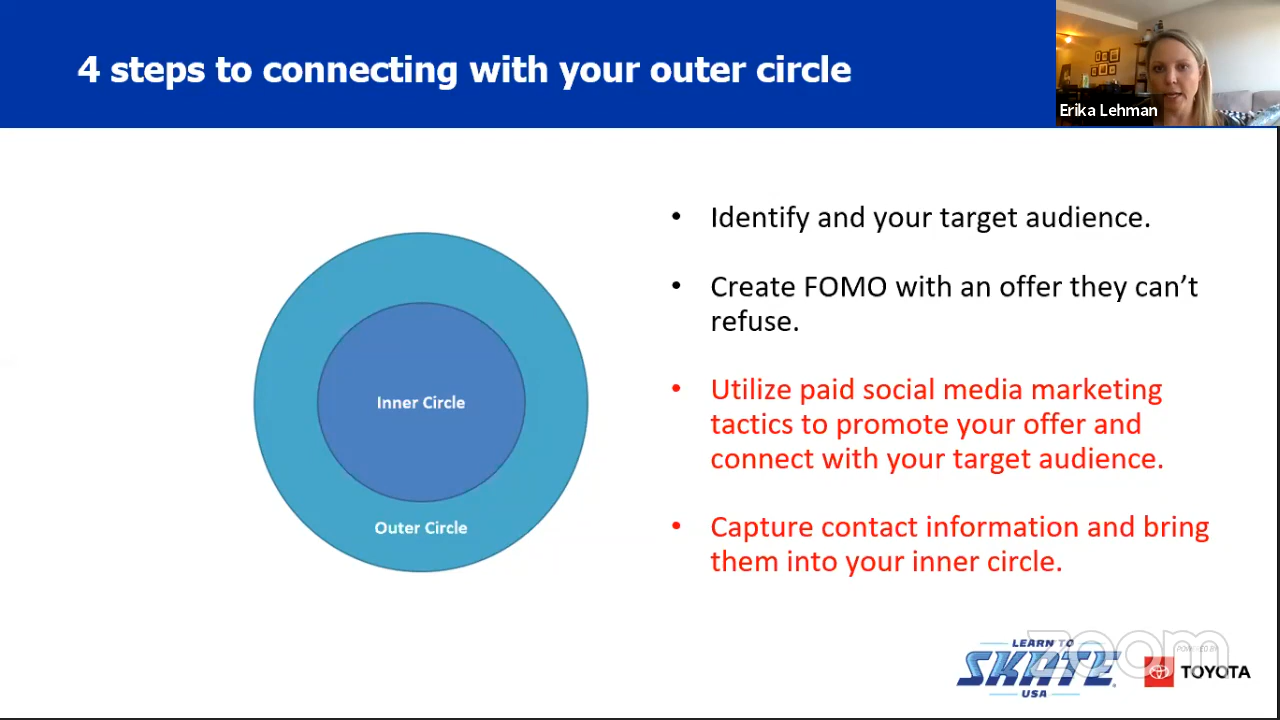 4 steps to connecting with your outer circle
Erika Lehman
• Identify and your target audience.
• Create FOMO with an offer they can’t
refuse.
• Utilize paid social media marketing
tactics to promote your offer and
connect with your target audience.
• Capture contact information and bring
them into your inner circle.
Inner Circle
Outer Circle
LEARN TO
SKATE
USA
zoom
POWERED BY
TOYOTA